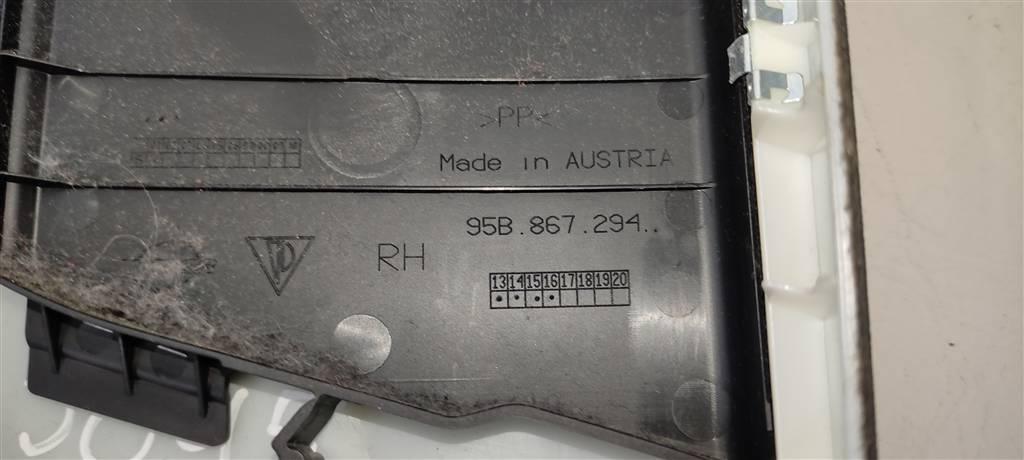 >PP<
Made in AUSTRIA
95B.867.294..
RH
13 14 15 16 17 18 19 20